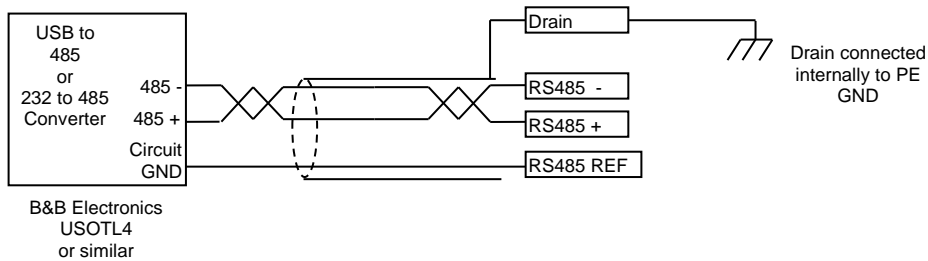 USB to
485
or
232 to 485
Converter
485 -
485 +
Circuit
GND
B&B Electronics
USOTL4
or similar
Drain
RS485 -
RS485 +
RS485 REF
Drain connected
internally to PE
GND